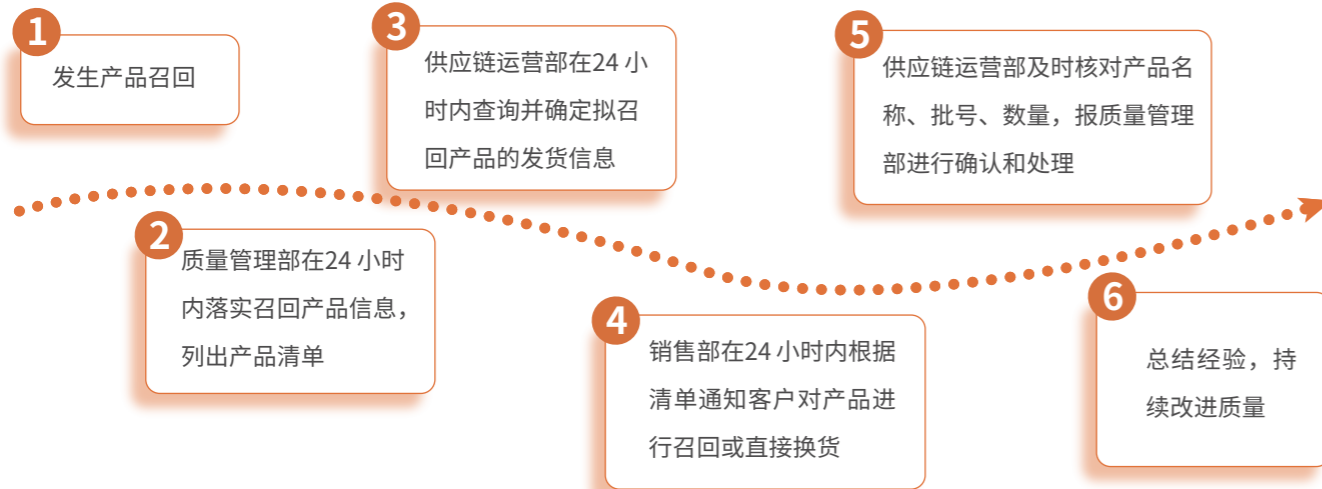 1
发生产品召回
2
质量管理部在24 小时
内落实召回产品信息，
列出产品清单
3
供应链运营部在24 小
时内查询并确定拟召
回产品的发货信息
4
销售部在24 小时内根据
清单通知客户对产品进
行召回或直接换货
5
供应链运营部及时核对产品名
称、批号、数量，报质量管理
部进行确认和处理
6
总结经验，持
续改进质量